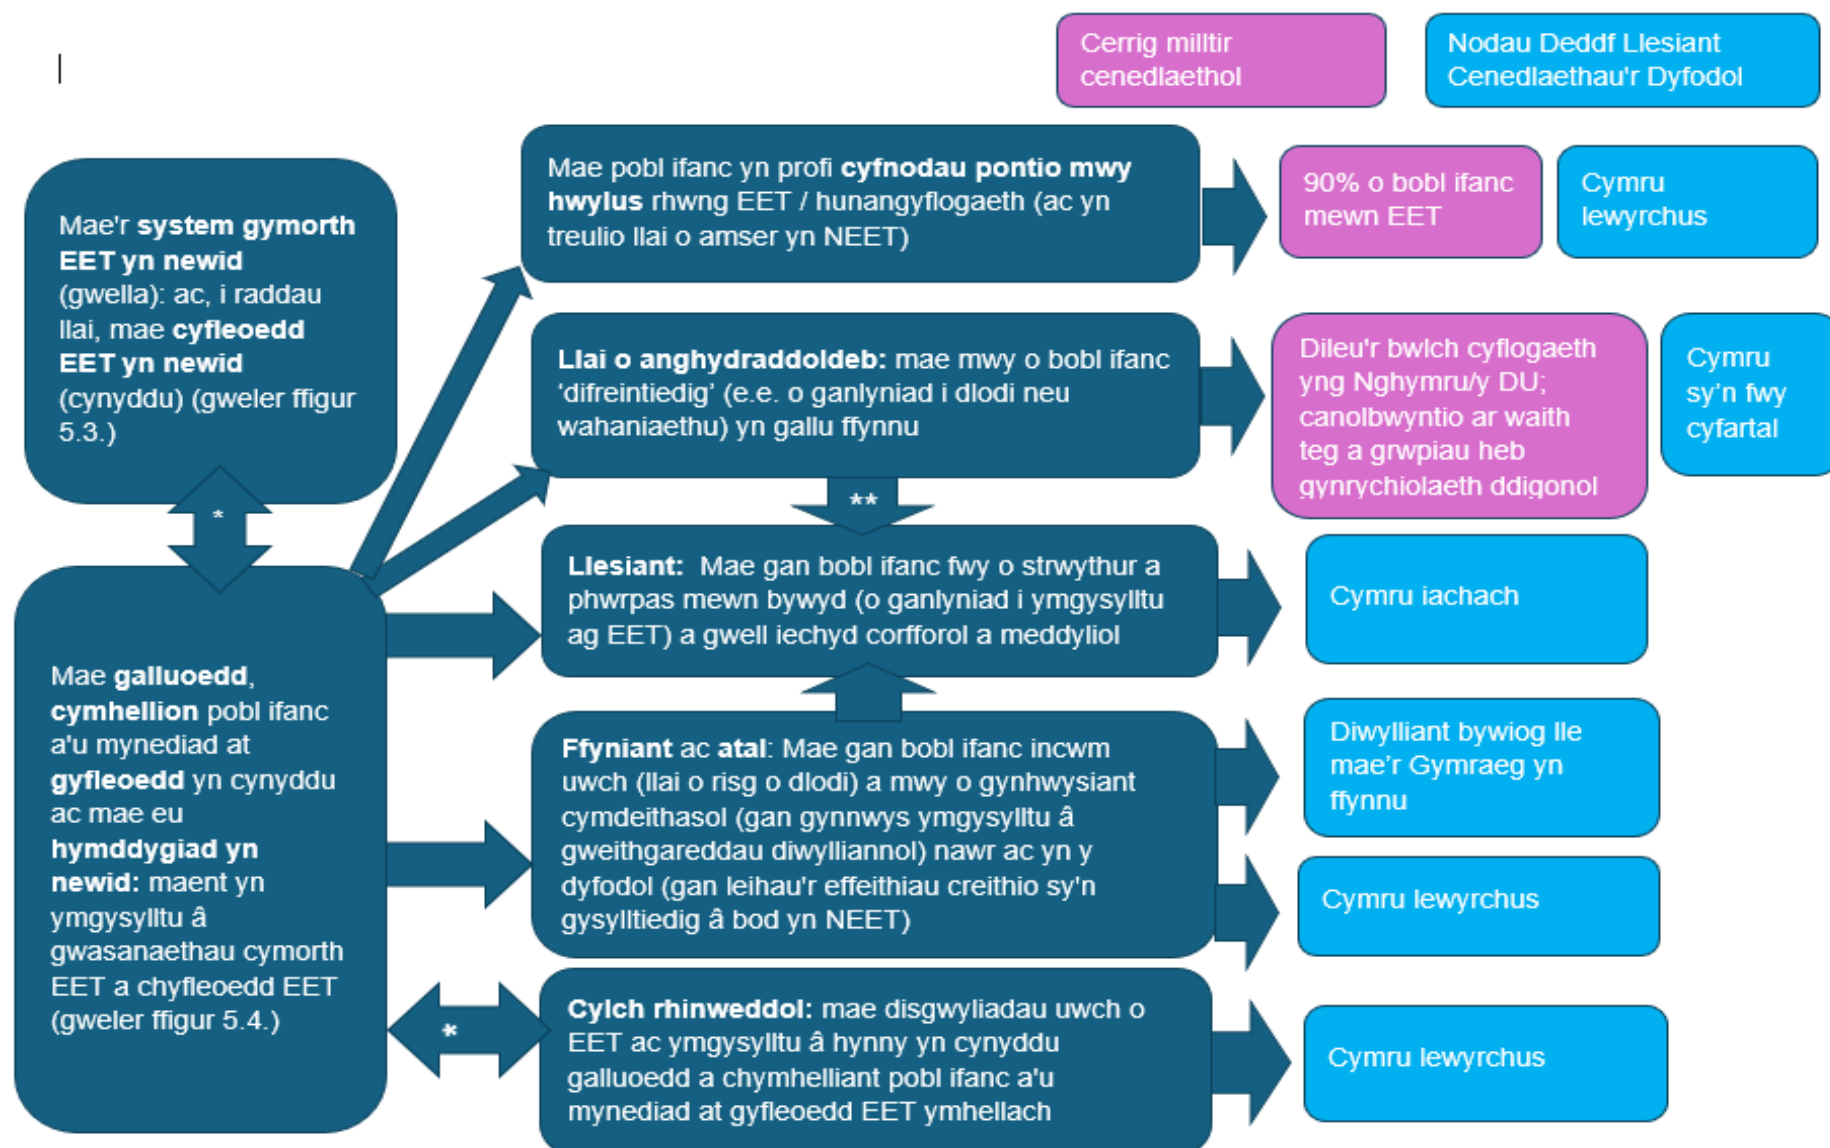 Cerrig milltir
cenedlaethol
Nodau Deddf Llesiant
Cenedlaethau'r Dyfodol
Mae'r system gymorth
EET yn newid
(gwella): ac, i raddau
llai, mae cyfleoedd
EET yn newid
(cynyddu) (gweler ffigur
5.3.)
*
Mae galluoedd,
cymhellion pobl ifanc
a'u mynediad at
gyfleoedd yn cynyddu
ac mae eu
hymddygiad yn
newid: maent yn
ymgysylltu â
gwasanaethau cymorth
EET a chyfleoedd EET
(gweler ffigur 5.4.)
Mae pobl ifanc yn profi cyfnodau pontio mwy
hwylus rhwng EET / hunangyflogaeth (ac yn
treulio llai o amser yn NEET)
90% o bobl ifanc
mewn EET
Cymru
lewyrchus
Llai o anghydraddoldeb: mae mwy o bobl ifanc
‘difreintiedig’ (e.e. o ganlyniad i dlodi neu
wahaniaethu) yn gallu ffynnu
Dileu'r bwlch cyflogaeth
yng Nghymru/y DU;
canolbwyntio ar waith
teg a grwpiau heb
gynrychiolaeth ddigonol
Cymru
sy’n fwy
cyfartal
**
Llesiant:  Mae gan bobl ifanc fwy o strwythur a
phwrpas mewn bywyd (o ganlyniad i ymgysylltu
ag EET) a gwell iechyd corfforol a meddyliol
Cymru iachach
Ffyniant ac atal: Mae gan bobl ifanc incwm
uwch (llai o risg o dlodi) a mwy o gynhwysiant
cymdeithasol (gan gynnwys ymgysylltu â
gweithgareddau diwylliannol) nawr ac yn y
dyfodol (gan leihau'r effeithiau creithio sy'n
gysylltiedig â bod yn NEET)
Diwylliant bywiog lle
mae’r Gymraeg yn
ffynnu
Cymru lewyrchus
*
Cylch rhinweddol: mae disgwyliadau uwch o
EET ac ymgysylltu â hynny yn cynyddu
galluoedd a chymhelliant pobl ifanc a'u
mynediad at gyfleoedd EET ymhellach
Cymru lewyrchus